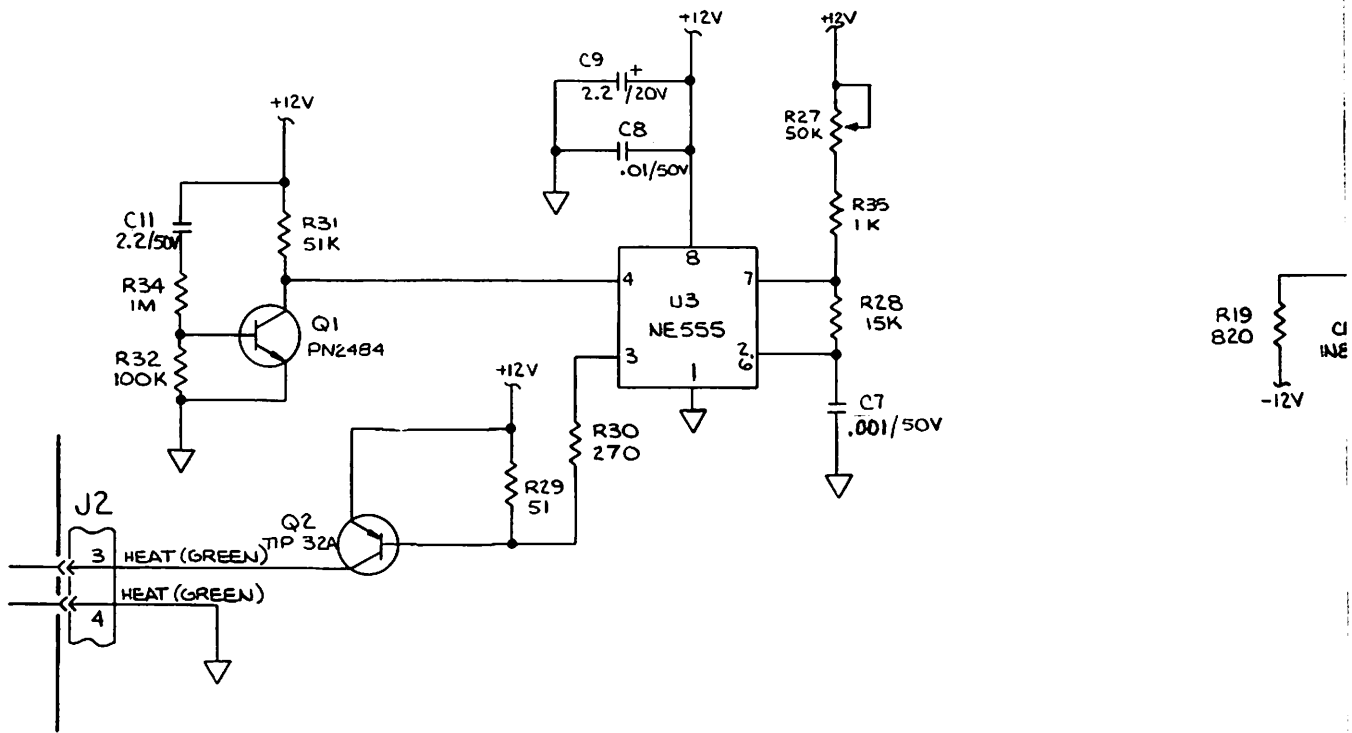 +12V
+12V
C9
+
2.2/20V
+12V
R27
50K
C8
.01/50V
C11
2.2/50V
R31
51K
R35
1K
R34
1M
8
4
7
U3
NE555
R28
15K
Q1
PN2484
R19
820
R32
100K
3
2.
6
1
+12V
-12V
C7
.001/50V
R30
270
R29
51
J2
Q2
TIP 32A
3
HEAT (GREEN)
HEAT (GREEN)
4